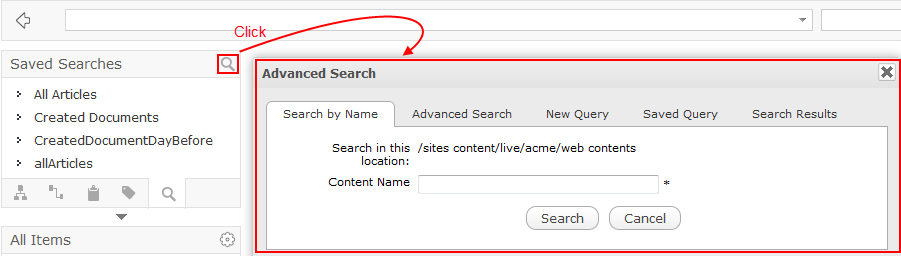 Click
Saved Searches
All Articles
Created Documents
CreatedDocumentDayBefore
allArticles
All Items
Advanced Search
Search by Name Advanced Search New Query Saved Query Search Results
Search in this location: /sites content/live/acme/web contents
Content Name *
Search Cancel